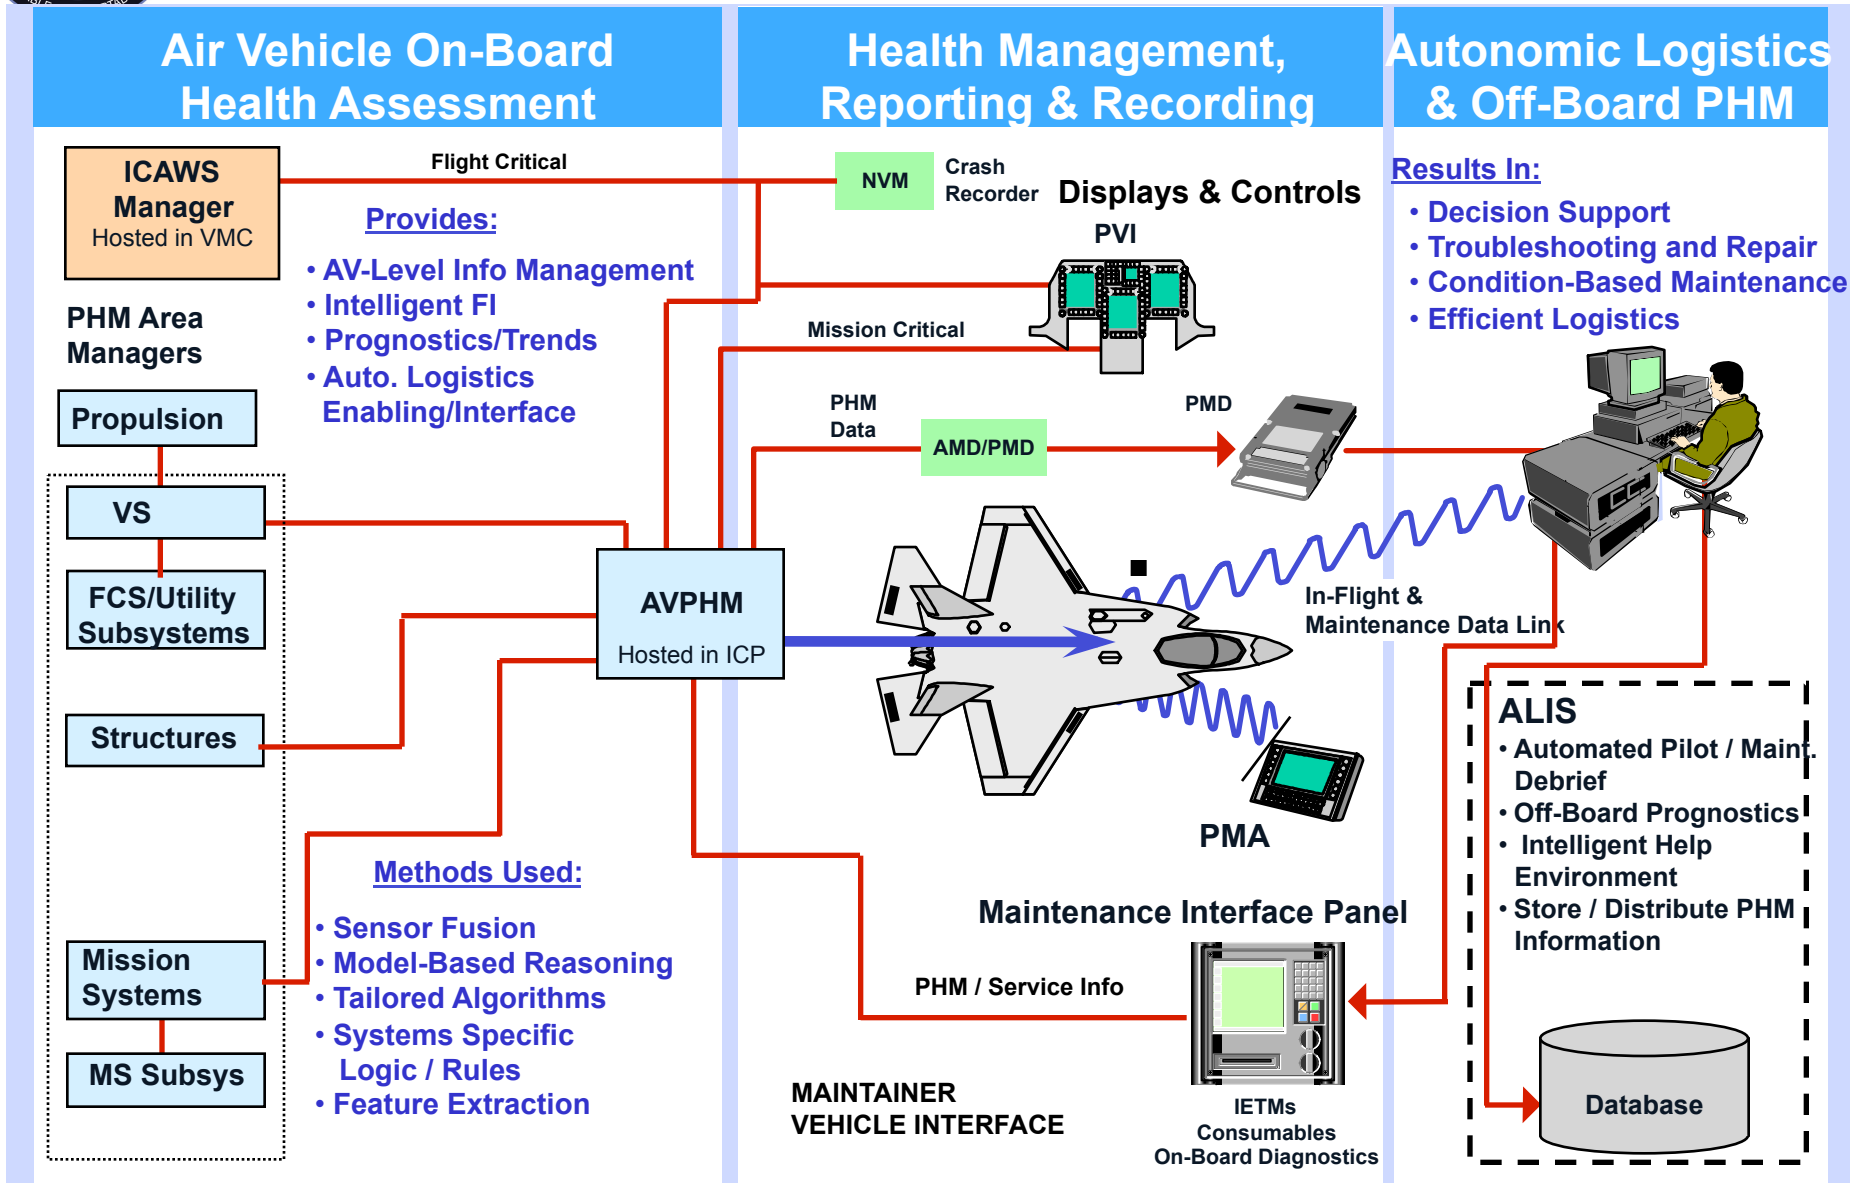 Air Vehicle On-Board
Health Assessment
Health Management,
Reporting & Recording
Autonomic Logistics
& Off-Board PHM
ICAWS
Manager
Hosted in VMC
Flight Critical
Provides:
• AV-Level Info Management
• Intelligent FI
• Prognostics/Trends
• Auto. Logistics
Enabling/Interface
PHM Area
Managers
Propulsion
VS
FCS/Utility
Subsystems
Structures
Mission
Systems
MS Subsys
Methods Used:
• Sensor Fusion
• Model-Based Reasoning
• Tailored Algorithms
• Systems Specific
Logic / Rules
• Feature Extraction
AVPHM
Hosted in ICP
NVM
Crash
Recorder
Displays & Controls
PVI
Mission Critical
PHM
Data
AMD/PMD
PMD
In-Flight &
Maintenance Data Link
PMA
Maintenance Interface Panel
PHM / Service Info
MAINTAINER
VEHICLE INTERFACE
IETMs
Consumables
On-Board Diagnostics
Results In:
• Decision Support
• Troubleshooting and Repair
• Condition-Based Maintenance
• Efficient Logistics
ALIS
• Automated Pilot / Maint.
Debrief
• Off-Board Prognostics
• Intelligent Help
Environment
• Store / Distribute PHM
Information
Database